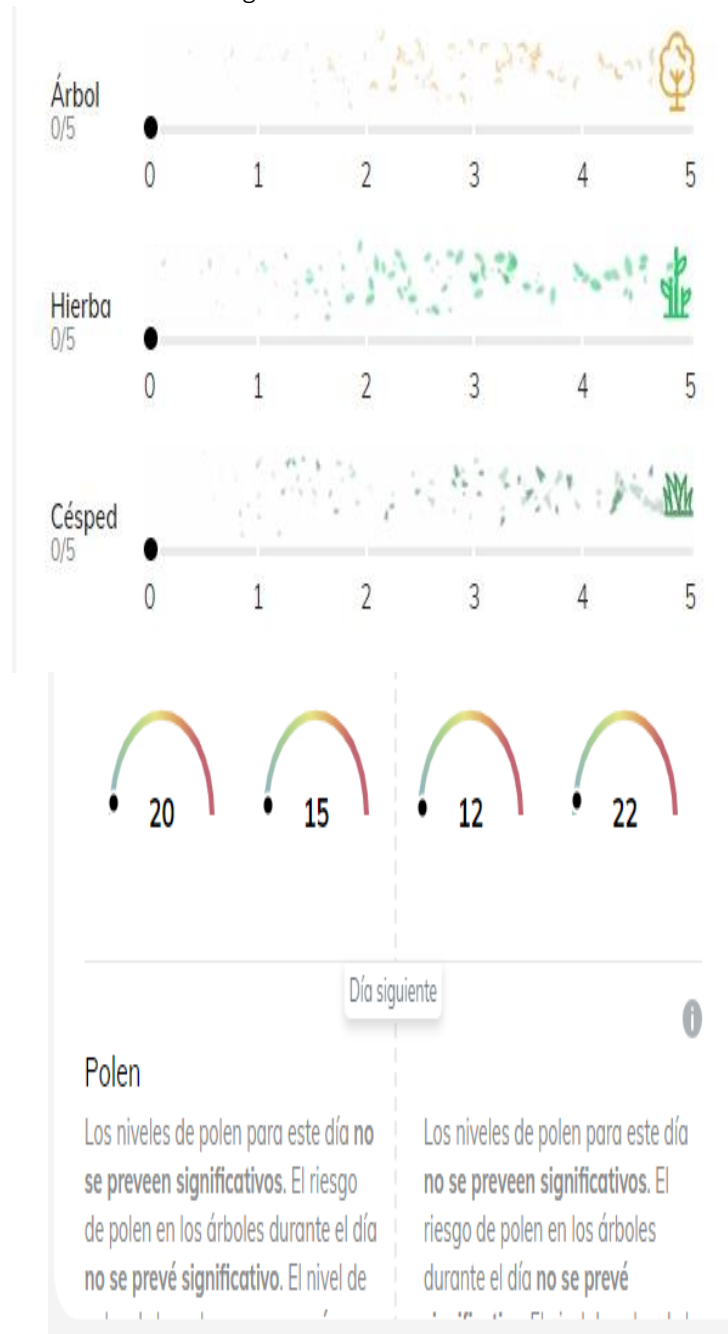 Árbol
0/5
0 1 2 3 4 5
Hierba
0/5
0 1 2 3 4 5
Césped
0/5
0 1 2 3 4 5
20 15 12 22
Día siguiente
i
Polen
Los niveles de polen para este día no
se preveen significativos. El riesgo
de polen en los árboles durante el día
no se prevé significativo. El nivel de
Los niveles de polen para este día
no se preveen significativos. El
riesgo de polen en los árboles
durante el día no se prevé